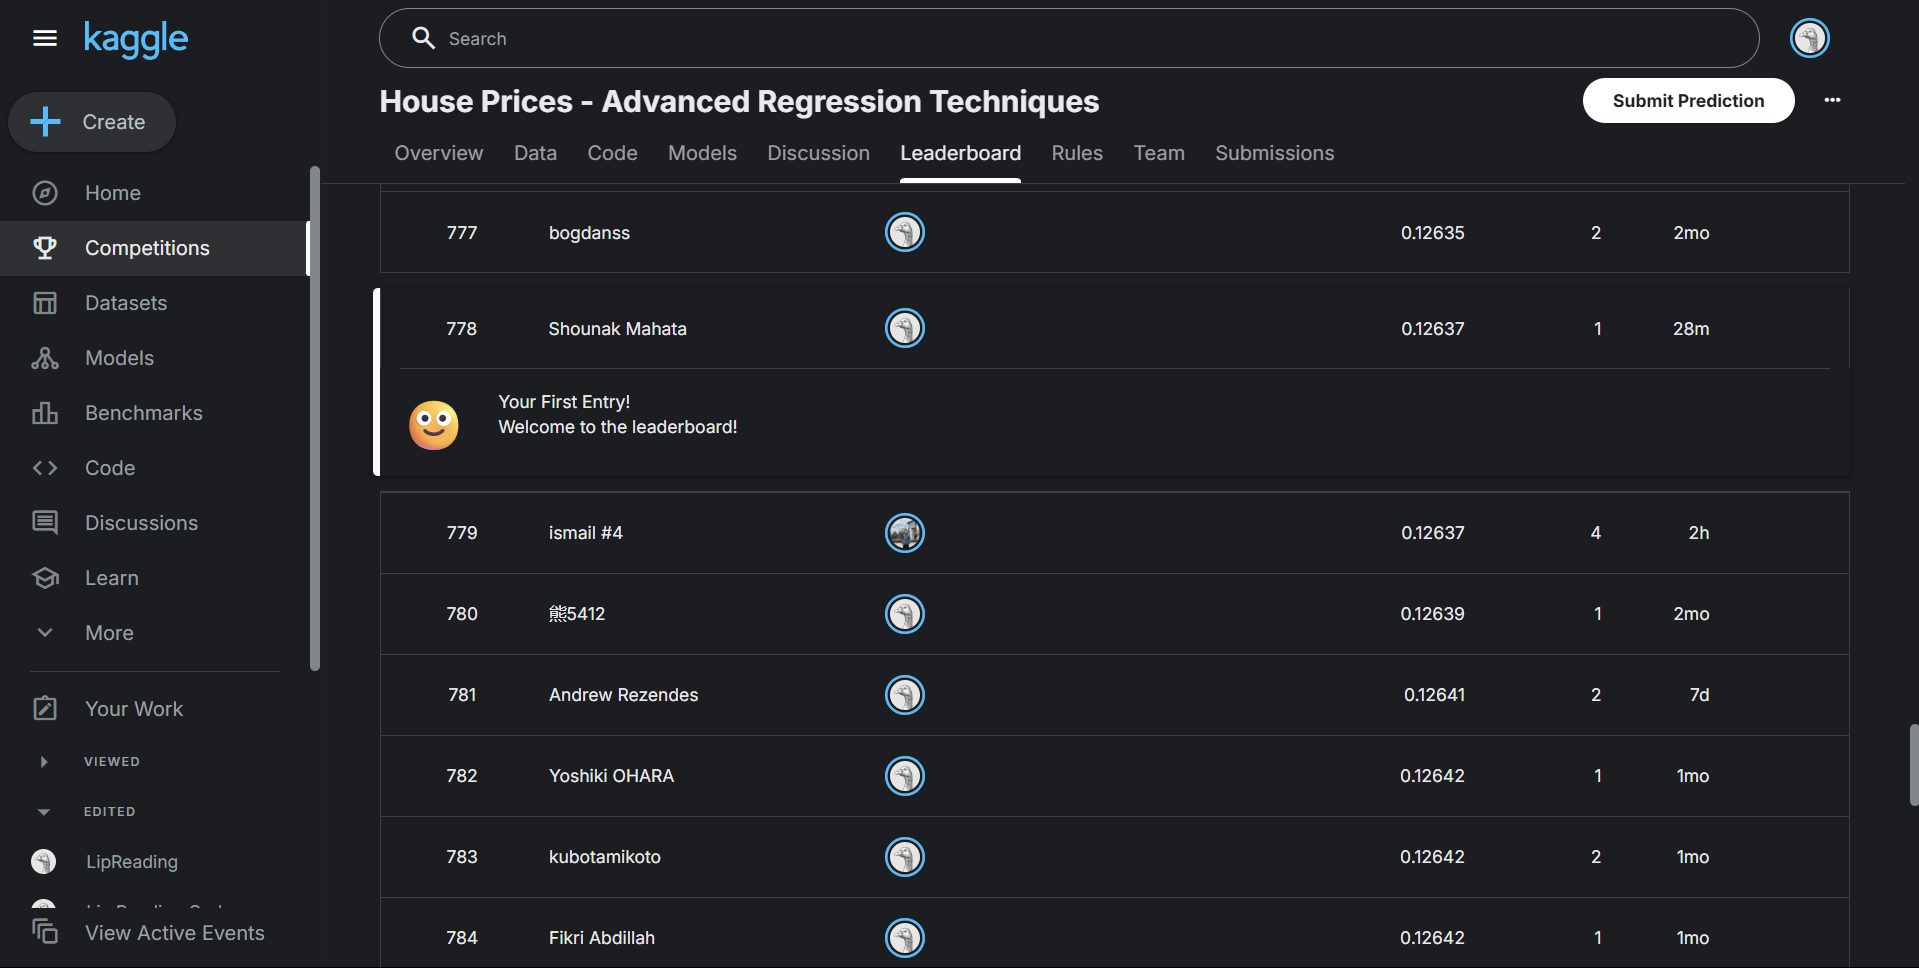 kaggle
Search
Create
House Prices - Advanced Regression Techniques
Submit Prediction
Overview Data Code Models Discussion Leaderboard Rules Team Submissions
Home
Competitions
Datasets
Models
Benchmarks
Code
Discussions
Learn
More
Your Work
VIEWED
EDITED
LipReading
View Active Events
777 bogdanss 0.12635 2 2mo
778 Shounak Mahata 0.12637 1 28m
Your First Entry!
Welcome to the leaderboard!
779 ismail #4 0.12637 4 2h
780 熊5412 0.12639 1 2mo
781 Andrew Rezendes 0.12641 2 7d
782 Yoshiki OHARA 0.12642 1 1mo
783 kubotamikoto 0.12642 2 1mo
784 Fikri Abdillah 0.12642 1 1mo